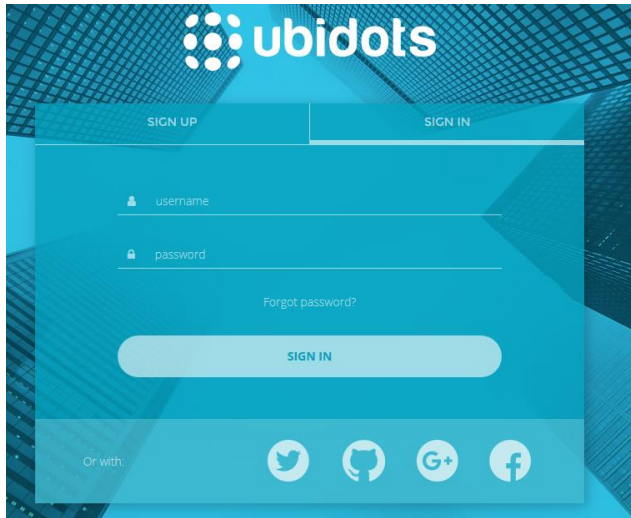 ubidots
SIGN UP SIGN IN
username
password
Forgot password?
SIGN IN
Or with:
G+